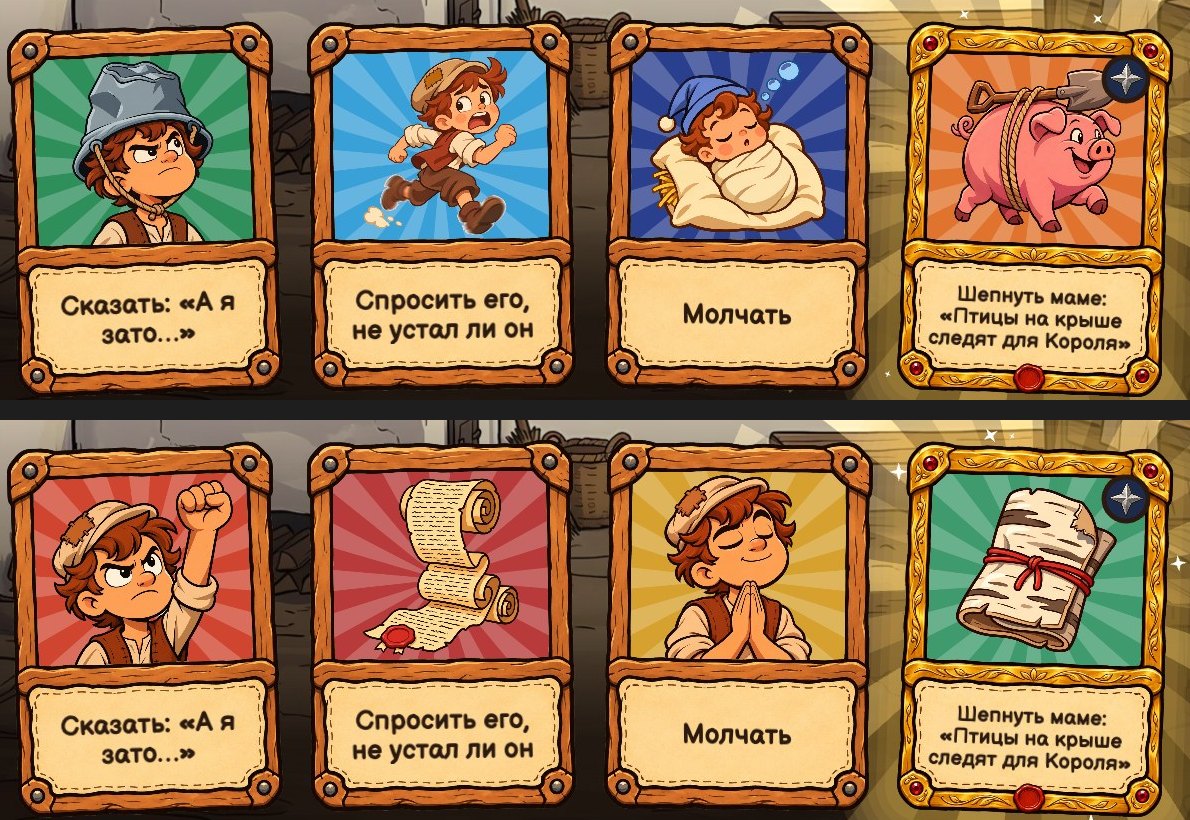 Сказать: «А я
зато...»
Спросить его,
не устал ли он
Молчать
Шепнуть маме:
«Птицы на крыше
следят для Короля»
Сказать: «А я
зато...»
Спросить его,
не устал ли он
Молчать
Шепнуть маме:
«Птицы на крыше
следят для Короля»